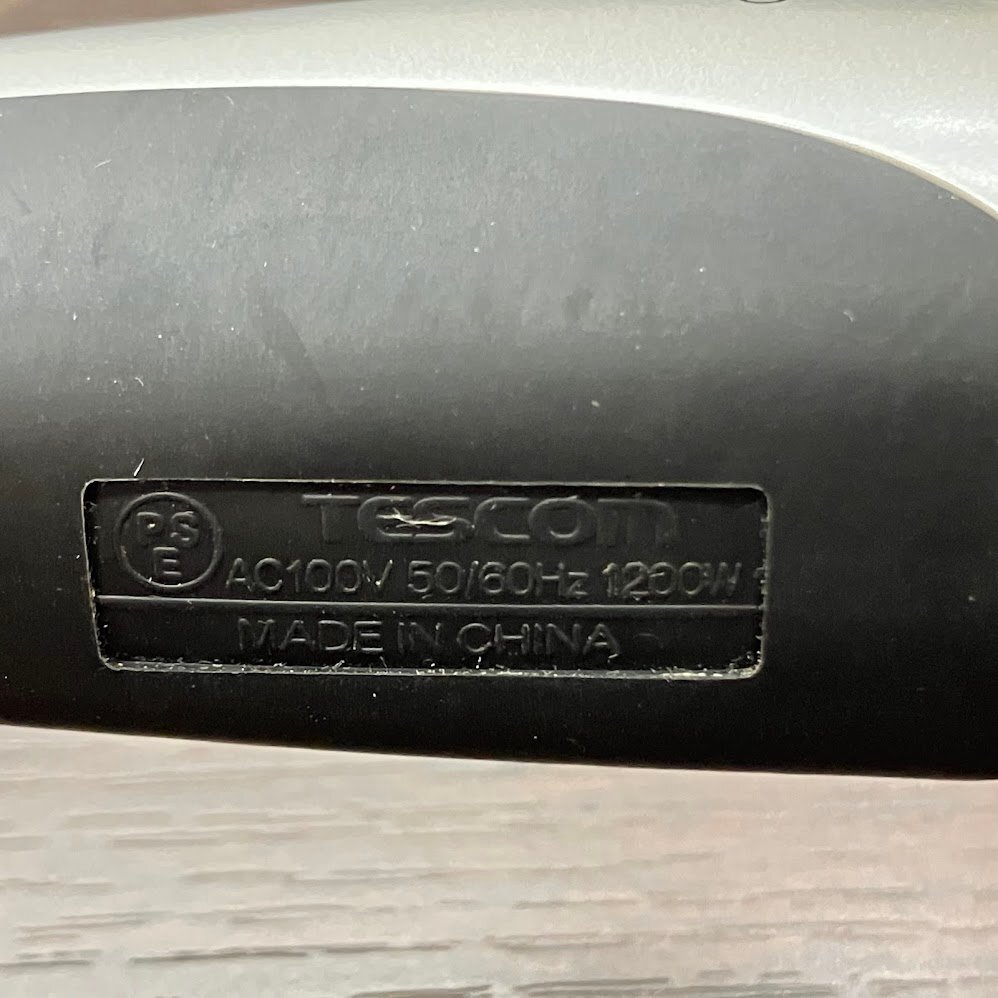 PS
E
TESCOM
AC100V 50/60Hz 1200W
MADE IN CHINA